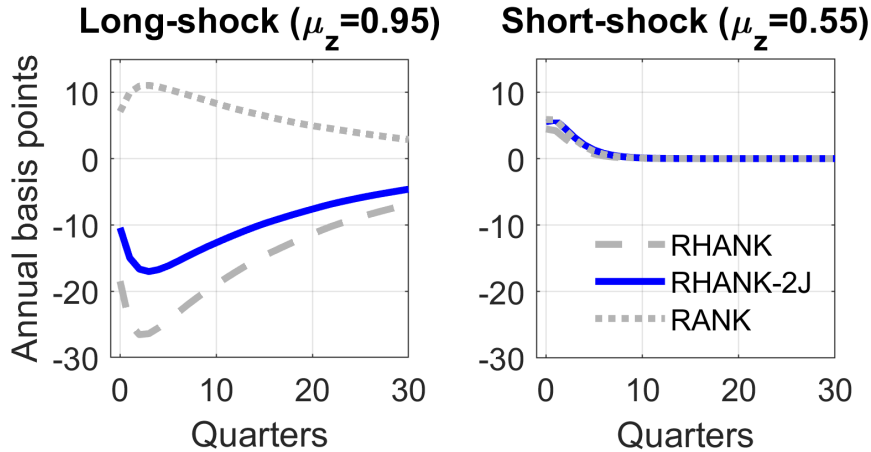 Long-shock (μz=0.95)
Short-shock (μz=0.55)
Annual basis points
10
0
-10
-20
-30
0
10
20
30
Quarters
10
0
-10
-20
-30
RHANK
RHANK-2J
RANK
0
10
20
30
Quarters